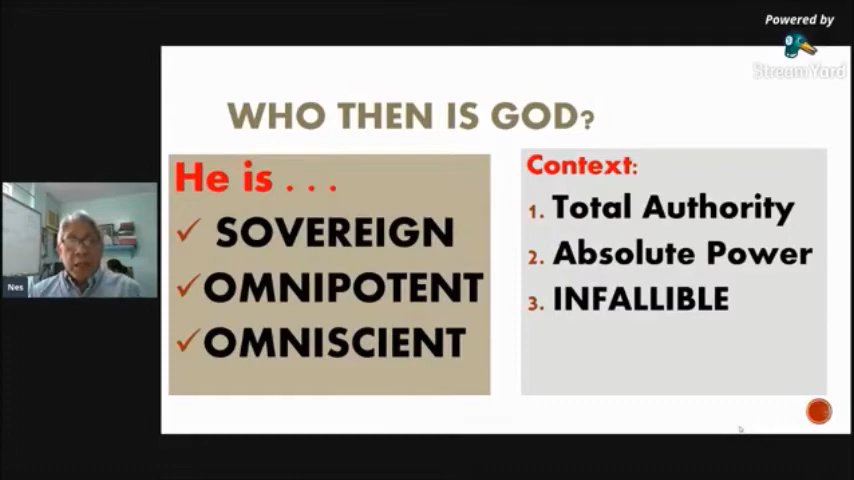 Powered by
StreamYard
WHO THEN IS GOD?
He is . . .
✓ SOVEREIGN
✓ OMNIPOTENT
✓ OMNISCIENT
Context:
1. Total Authority
2. Absolute Power
3. INFALLIBLE
Nes